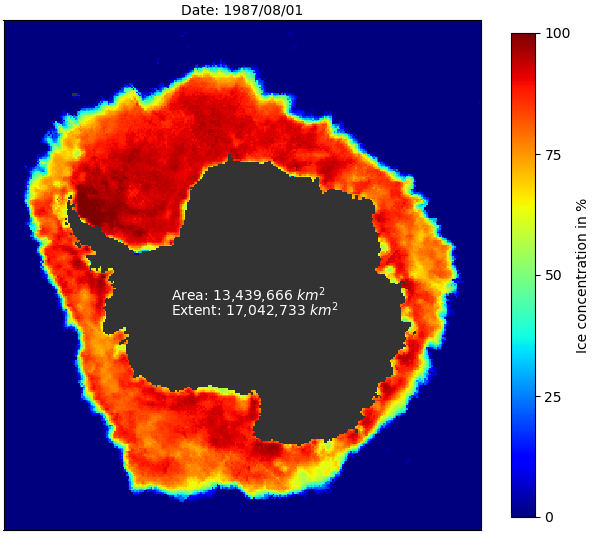 Date: 1987/08/01
100
75
50
25
0
Ice concentration in %
Area: 13,439,666 km²
Extent: 17,042,733 km²